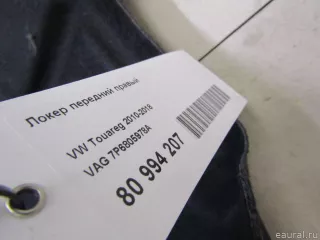 Локер передний правый
VW Touareg 2010-2018
VAG 7P6805978A
80 994 207
eaural.ru